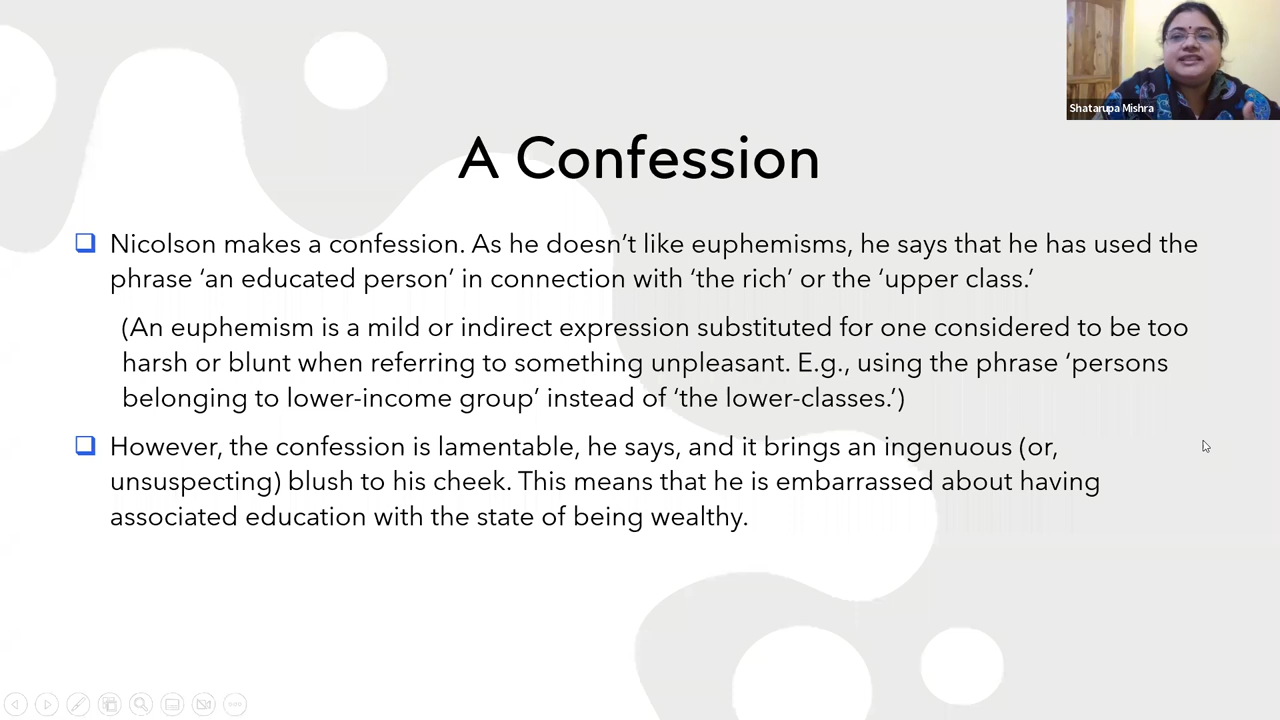 Shatarupa Mishra
A Confession
Nicolson makes a confession. As he doesn’t like euphemisms, he says that he has used the
phrase ‘an educated person’ in connection with ‘the rich’ or the ‘upper class.’
(An euphemism is a mild or indirect expression substituted for one considered to be too
harsh or blunt when referring to something unpleasant. E.g., using the phrase ‘persons
belonging to lower-income group’ instead of ‘the lower-classes.’)
However, the confession is lamentable, he says, and it brings an ingenuous (or,
unsuspecting) blush to his cheek. This means that he is embarrassed about having
associated education with the state of being wealthy.